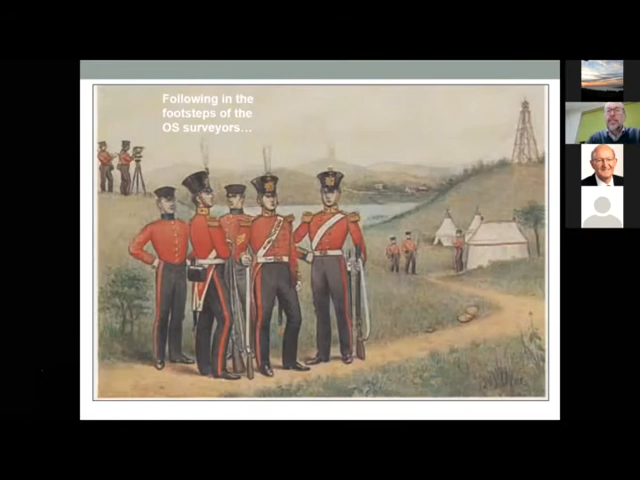 Following in the
footsteps of the
OS surveyors...